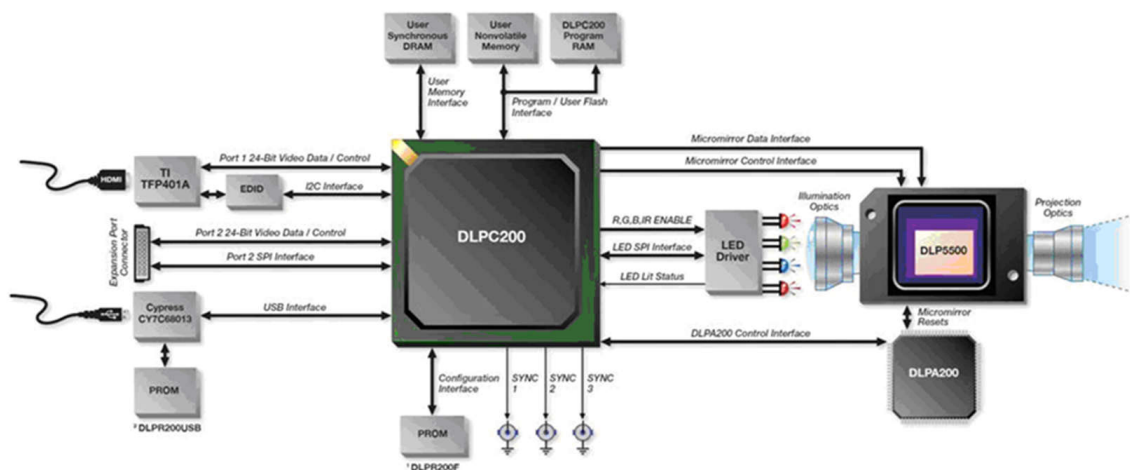 User
Synchronous
DRAM
User
Nonvolatile
Memory
DLPC200
Program
RAM
User
Memory
Interface
Program / User Flash
Interface
Micromirror Data Interface
Micromirror Control Interface
HDMI
TI
TFP401A
Port 1 24-Bit Video Data / Control
EDID
I2C Interface
Expansion Port
Connector
Port 2 24-Bit Video Data / Control
Port 2 SPI Interface
DLPC200
R,G,B,IR ENABLE
LED SPI Interface
LED Lit Status
LED
Driver
Illumination
Optics
DLP5500
Projection
Optics
Cypress
CY7C68013
USB Interface
PROM
² DLPR200USB
Configuration
Interface
PROM
¹ DLPR200F
SYNC
1
SYNC
2
SYNC
3
DLPA200 Control Interface
Micromirror
Resets
DLPA200